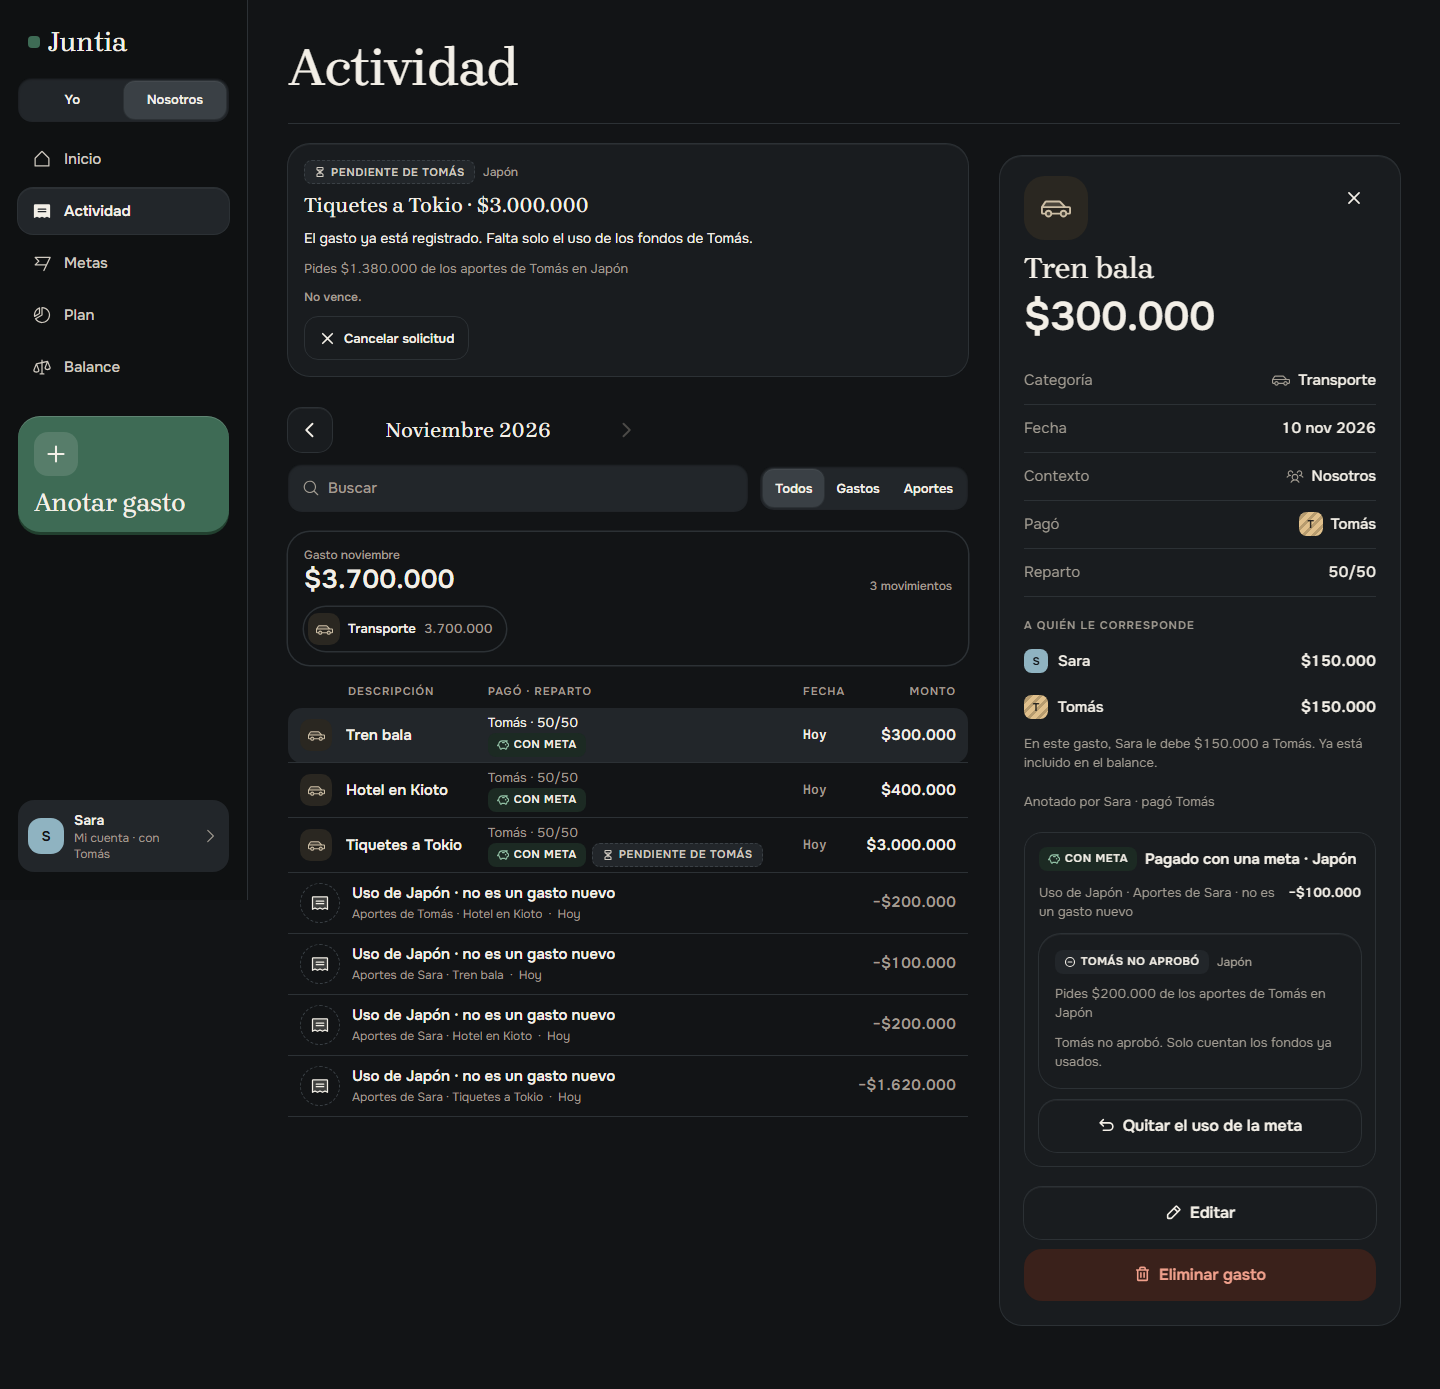 Juntia
Yo
Nosotros
Inicio
Actividad
Metas
Plan
Balance
Anotar gasto
S
Sara
Mi cuenta · con
Tomás
Actividad
PENDIENTE DE TOMÁS
Japón
Tiquetes a Tokio · $3.000.000
El gasto ya está registrado. Falta solo el uso de los fondos de Tomás.
Pides $1.380.000 de los aportes de Tomás en Japón
No vence.
Cancelar solicitud
Noviembre 2026
Buscar
Todos
Gastos
Aportes
Gasto noviembre
$3.700.000
3 movimientos
Transporte 3.700.000
DESCRIPCIÓN
PAGÓ · REPARTO
FECHA
MONTO
Tren bala
Tomás · 50/50
CON META
Hoy
$300.000
Hotel en Kioto
Tomás · 50/50
CON META
Hoy
$400.000
Tiquetes a Tokio
Tomás · 50/50
CON META
PENDIENTE DE TOMÁS
Hoy
$3.000.000
Uso de Japón · no es un gasto nuevo
Aportes de Tomás · Hotel en Kioto · Hoy
-$200.000
Uso de Japón · no es un gasto nuevo
Aportes de Sara · Tren bala · Hoy
-$100.000
Uso de Japón · no es un gasto nuevo
Aportes de Sara · Hotel en Kioto · Hoy
-$200.000
Uso de Japón · no es un gasto nuevo
Aportes de Sara · Tiquetes a Tokio · Hoy
-$1.620.000
Tren bala
$300.000
Categoría
Transporte
Fecha
10 nov 2026
Contexto
Nosotros
Pagó
T
Tomás
Reparto
50/50
A QUIÉN LE CORRESPONDE
S
Sara
$150.000
T
Tomás
$150.000
En este gasto, Sara le debe $150.000 a Tomás. Ya está
incluido en el balance.
Anotado por Sara · pagó Tomás
CON META
Pagado con una meta · Japón
Uso de Japón · Aportes de Sara · no es
un gasto nuevo
-$100.000
TOMÁS NO APROBÓ
Japón
Pides $200.000 de los aportes de Tomás en
Japón
Tomás no aprobó. Solo cuentan los fondos ya
usados.
Quitar el uso de la meta
Editar
Eliminar gasto